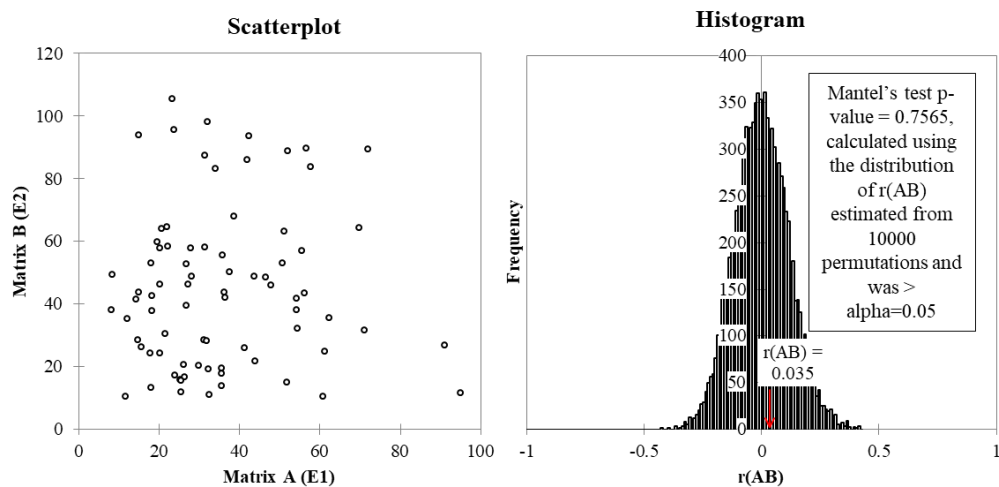 Scatterplot
120
100
80
60
40
20
0
0 20 40 60 80 100
Matrix B (E2)
Matrix A (E1)
Histogram
400
350
300
250
200
150
100
50
0
-1 -0.5 0 0.5 1
Frequency
r(AB)
Mantel’s test p-
value = 0.7565,
calculated using
the distribution
of r(AB)
estimated from
10000
permutations and
was >
alpha=0.05
r(AB) =
0.035